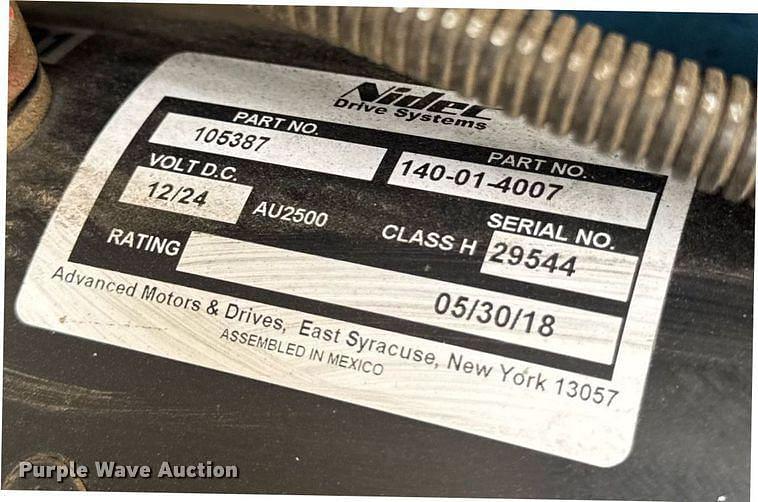 Nidec
Drive Systems
PART NO.
105387
PART NO.
140-01-4007
VOLT D.C.
12/24
AU2500
CLASS H
SERIAL NO.
29544
RATING
05/30/18
Advanced Motors & Drives, East Syracuse, New York 13057
ASSEMBLED IN MEXICO
Purple Wave Auction